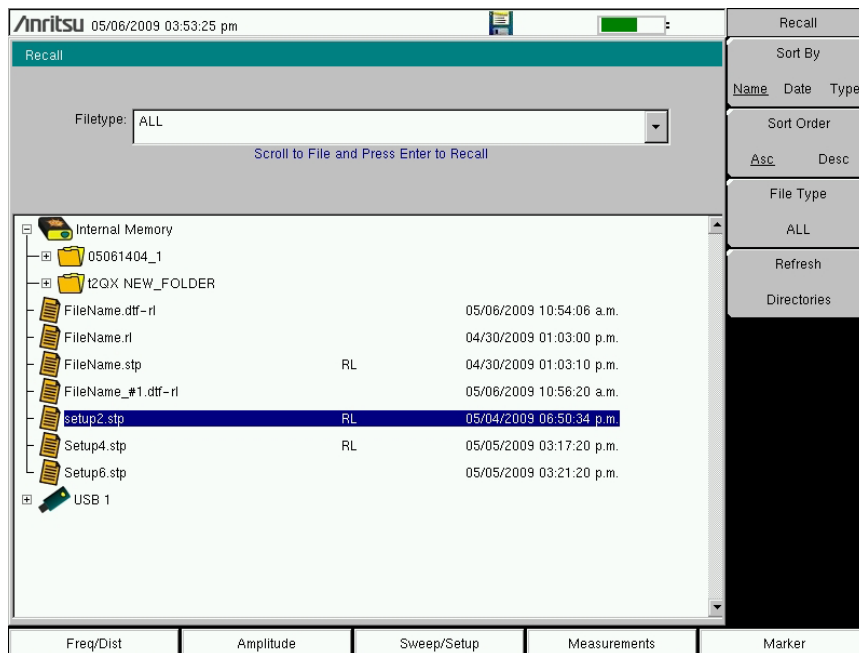 Anritsu 05/06/2009 03:53:25 pm
Recall
Filetype: ALL
Scroll to File and Press Enter to Recall
Internal Memory
05061404_1
t2QX NEW_FOLDER
FileName.dtf-rl 05/06/2009 10:54:06 a.m.
FileName.rl 04/30/2009 01:03:00 p.m.
FileName.stp RL 04/30/2009 01:03:10 p.m.
FileName_#1.dtf-rl 05/06/2009 10:56:20 a.m.
setup2.stp RL 05/04/2009 06:50:34 p.m.
Setup4.stp RL 05/05/2009 03:17:20 p.m.
Setup6.stp 05/05/2009 03:21:20 p.m.
USB 1
Recall
Sort By
Name Date Type
Sort Order
Asc Desc
File Type
ALL
Refresh
Directories
Freq/Dist Amplitude Sweep/Setup Measurements Marker